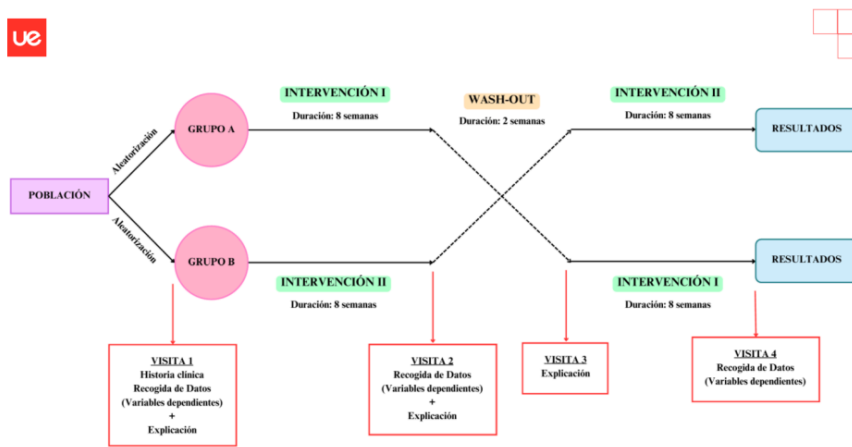 ue
INTERVENCIÓN I
Duración: 8 semanas
WASH-OUT
Duración: 2 semanas
INTERVENCIÓN II
Duración: 8 semanas
Aleatorización
GRUPO A
RESULTADOS
POBLACIÓN
Aleatorización
GRUPO B
RESULTADOS
INTERVENCIÓN II
Duración: 8 semanas
INTERVENCIÓN I
Duración: 8 semanas
VISITA 1
Historia clínica
Recogida de Datos
(Variables dependientes)
+
Explicación
VISITA 2
Recogida de Datos
(Variables dependientes)
+
Explicación
VISITA 3
Explicación
VISITA 4
Recogida de Datos
(Variables dependientes)